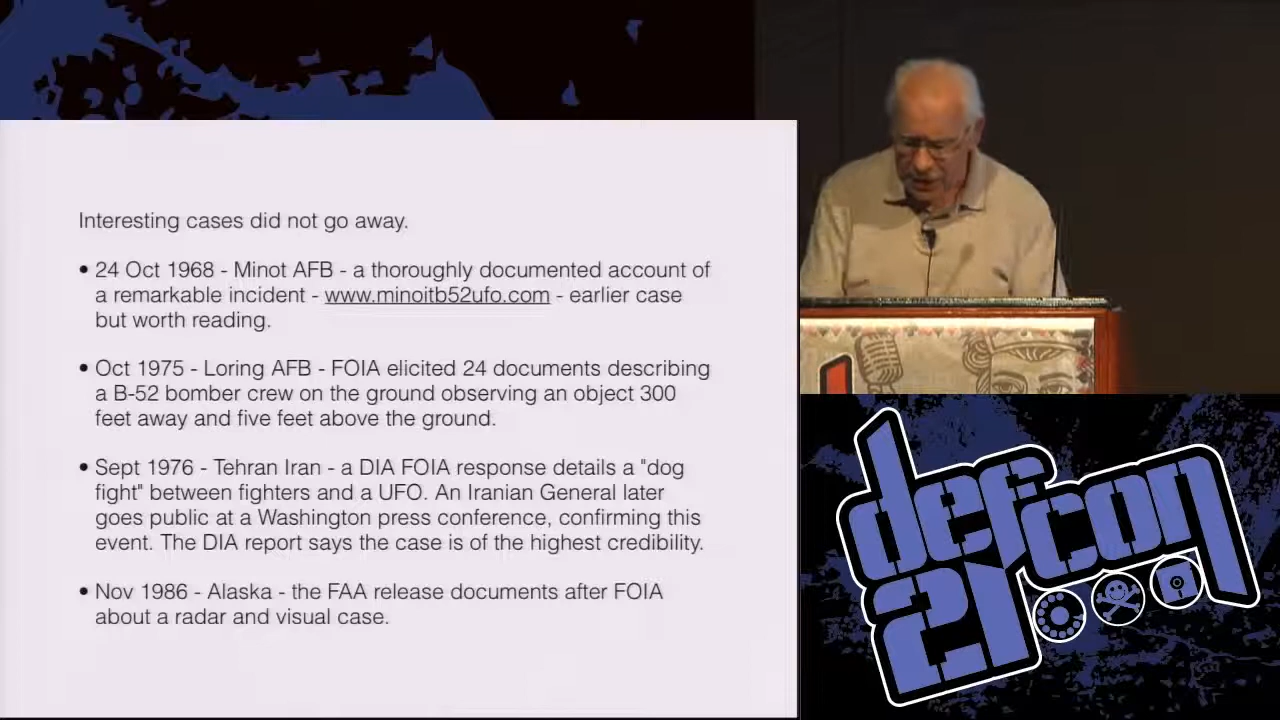 Interesting cases did not go away.
• 24 Oct 1968 - Minot AFB - a thoroughly documented account of
a remarkable incident - www.minoitb52ufo.com - earlier case
but worth reading.
• Oct 1975 - Loring AFB - FOIA elicited 24 documents describing
a B-52 bomber crew on the ground observing an object 300
feet away and five feet above the ground.
• Sept 1976 - Tehran Iran - a DIA FOIA response details a "dog
fight" between fighters and a UFO. An Iranian General later
goes public at a Washington press conference, confirming this
event. The DIA report says the case is of the highest credibility.
• Nov 1986 - Alaska - the FAA release documents after FOIA
about a radar and visual case.
defcon
21